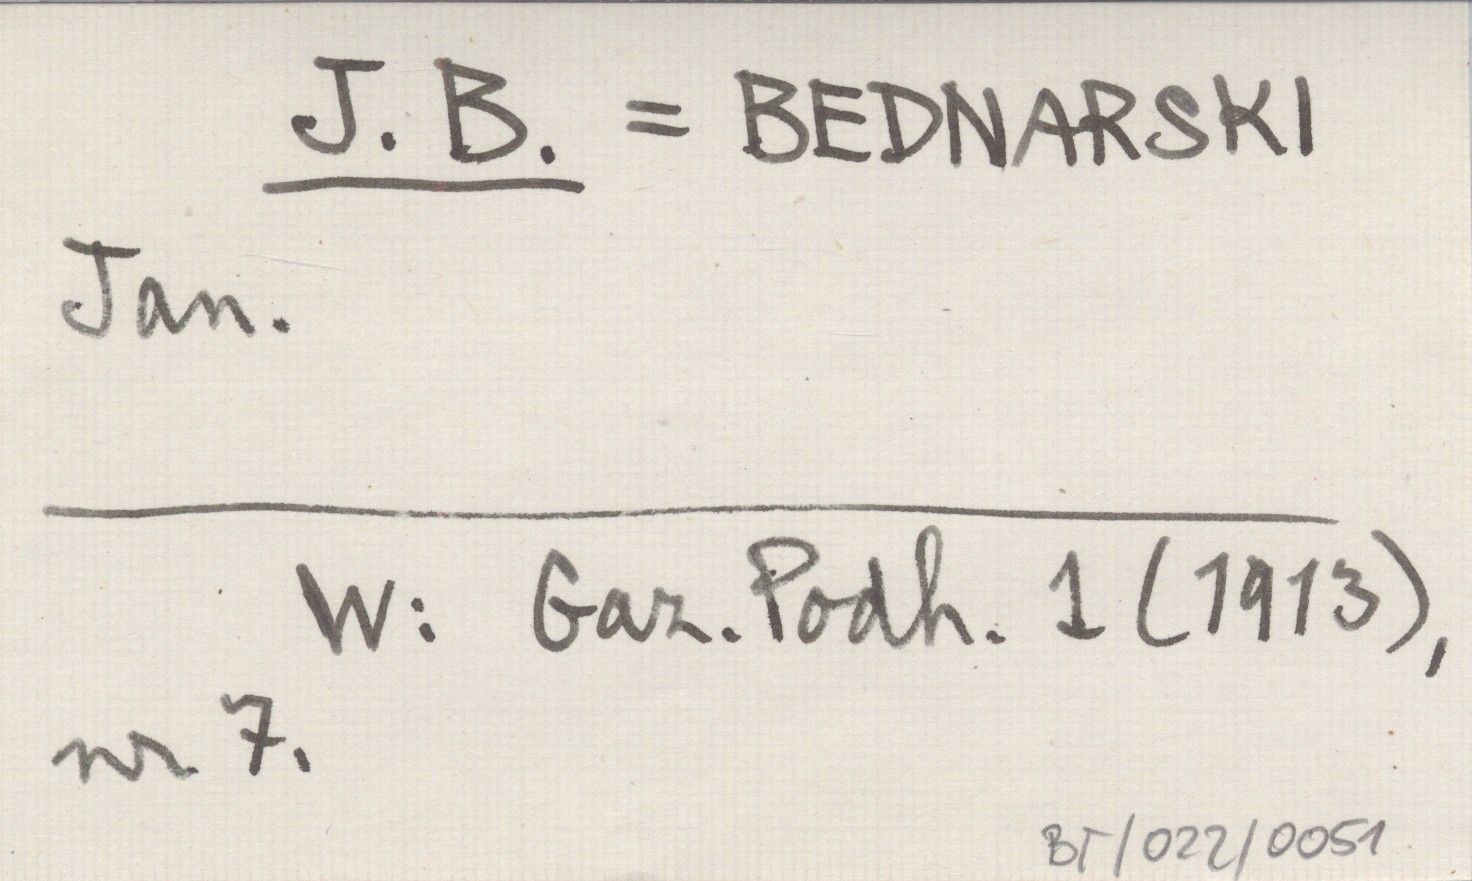 J. B. = BEDNARSKI
Jan.
W: Gaz. Podh. 1 (1913),
nr 7.
BT/022/0051